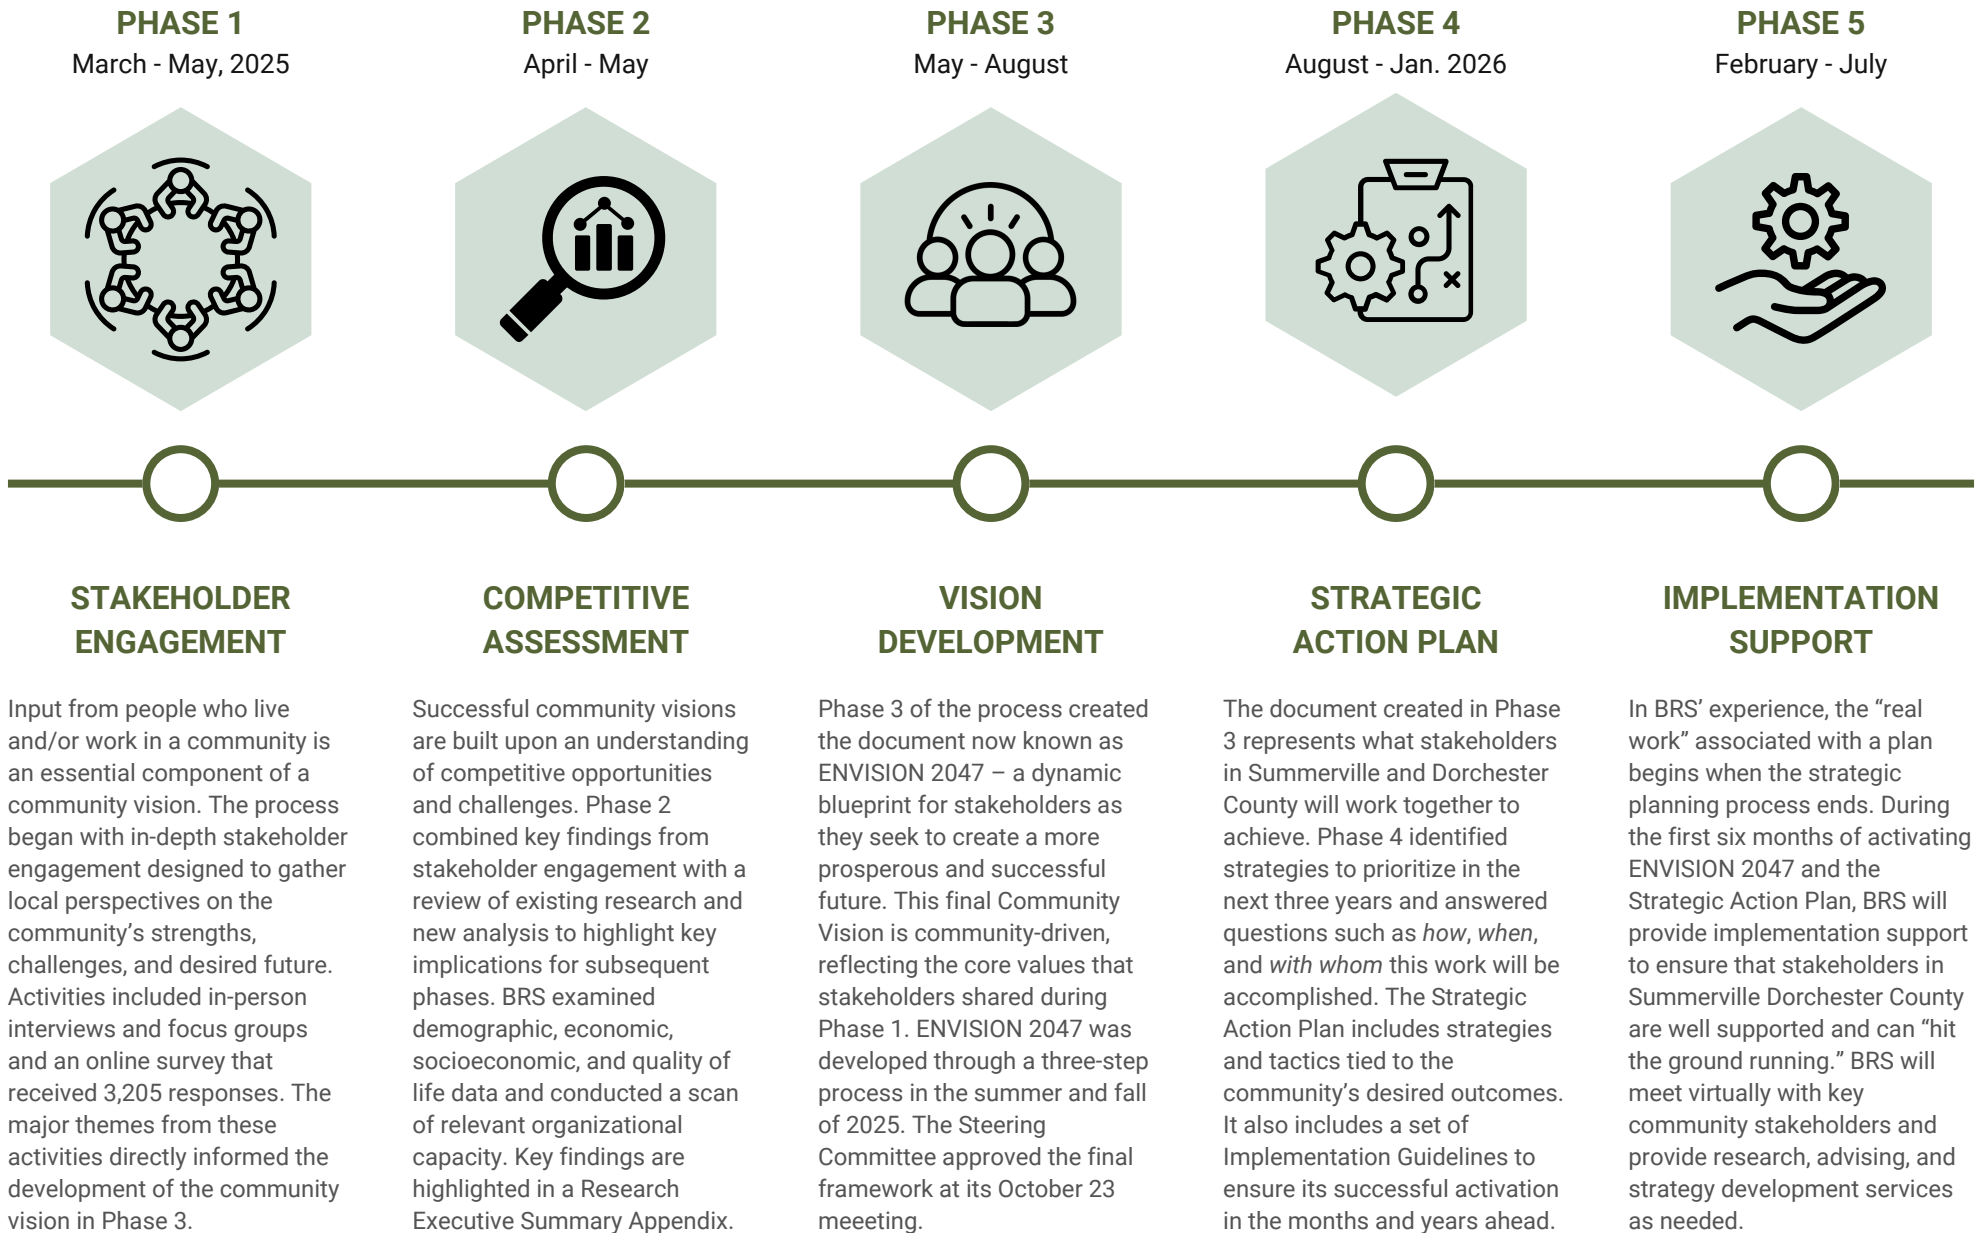 PHASE 1
March - May, 2025
PHASE 2
April - May
PHASE 3
May - August
PHASE 4
August - Jan. 2026
PHASE 5
February - July
STAKEHOLDER
ENGAGEMENT
Input from people who live
and/or work in a community is
an essential component of a
community vision. The process
began with in-depth stakeholder
engagement designed to gather
local perspectives on the
community’s strengths,
challenges, and desired future.
Activities included in-person
interviews and focus groups
and an online survey that
received 3,205 responses. The
major themes from these
activities directly informed the
development of the community
vision in Phase 3.
COMPETITIVE
ASSESSMENT
Successful community visions
are built upon an understanding
of competitive opportunities
and challenges. Phase 2
combined key findings from
stakeholder engagement with a
review of existing research and
new analysis to highlight key
implications for subsequent
phases. BRS examined
demographic, economic,
socioeconomic, and quality of
life data and conducted a scan
of relevant organizational
capacity. Key findings are
highlighted in a Research
Executive Summary Appendix.
VISION
DEVELOPMENT
Phase 3 of the process created
the document now known as
ENVISION 2047 – a dynamic
blueprint for stakeholders as
they seek to create a more
prosperous and successful
future. This final Community
Vision is community-driven,
reflecting the core values that
stakeholders shared during
Phase 1. ENVISION 2047 was
developed through a three-step
process in the summer and fall
of 2025. The Steering
Committee approved the final
framework at its October 23
meeeting.
STRATEGIC
ACTION PLAN
The document created in Phase
3 represents what stakeholders
in Summerville and Dorchester
County will work together to
achieve. Phase 4 identified
strategies to prioritize in the
next three years and answered
questions such as how, when,
and with whom this work will be
accomplished. The Strategic
Action Plan includes strategies
and tactics tied to the
community’s desired outcomes.
It also includes a set of
Implementation Guidelines to
ensure its successful activation
in the months and years ahead.
IMPLEMENTATION
SUPPORT
In BRS’ experience, the “real
work” associated with a plan
begins when the strategic
planning process ends. During
the first six months of activating
ENVISION 2047 and the
Strategic Action Plan, BRS will
provide implementation support
to ensure that stakeholders in
Summerville Dorchester County
are well supported and can “hit
the ground running.” BRS will
meet virtually with key
community stakeholders and
provide research, advising, and
strategy development services
as needed.